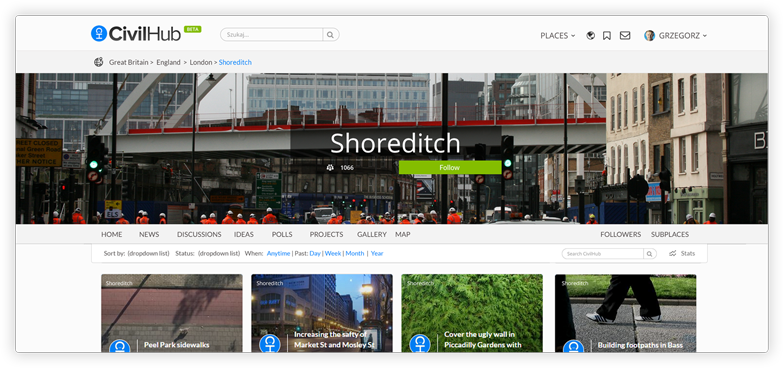 CivilHub BETA
Szukaj...
PLACES
GRZEGORZ
Great Britain > England > London > Shoreditch
Shoreditch
1066
Follow
HOME NEWS DISCUSSIONS IDEAS POLLS PROJECTS GALLERY MAP FOLLOWERS SUBPLACES
Sort by: (dropdown list) Status: (dropdown list) When: Anytime | Past: Day | Week | Month | Year
Search CivilHub
Stats
Shoreditch
Peel Park sidewalks
Shoreditch
Increasing the safty of
Market St and Mosley St
Shoreditch
Cover the ugly wall in
Piccadilly Gardens with
Shoreditch
Building footpaths in Bass